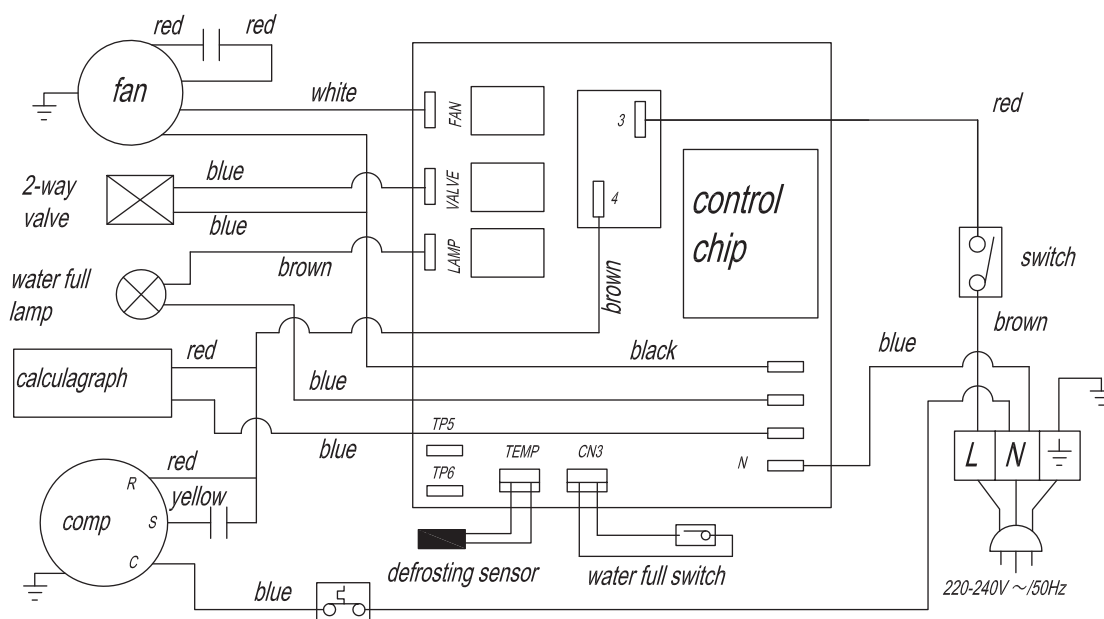 red
red
fan
white
FAN
3
red
2-way
valve
blue
blue
VALVE
4
control
chip
water full
lamp
brown
LAMP
brown
switch
brown
red
calculagraph
blue
black
blue
blue
TP5
TP6
TEMP
CN3
N
L
N
red
yellow
R
S
C
comp
blue
defrosting sensor
water full switch
220-240V ～/50Hz